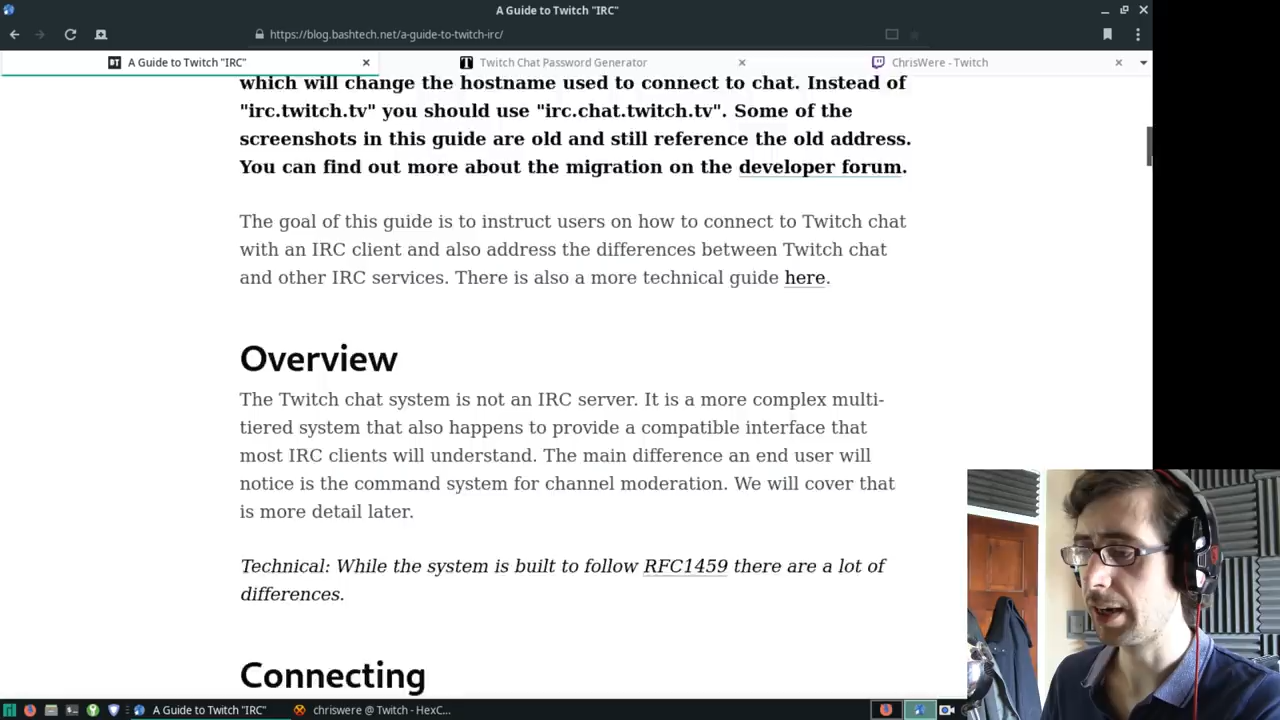 A Guide to Twitch "IRC"
https://blog.bashtech.net/a-guide-to-twitch-irc/
BT A Guide to Twitch "IRC"
Twitch Chat Password Generator
ChrisWere - Twitch
which will change the hostname used to connect to chat. Instead of
"irc.twitch.tv" you should use "irc.chat.twitch.tv". Some of the
screenshots in this guide are old and still reference the old address.
You can find out more about the migration on the developer forum.
The goal of this guide is to instruct users on how to connect to Twitch chat
with an IRC client and also address the differences between Twitch chat
and other IRC services. There is also a more technical guide here.
Overview
The Twitch chat system is not an IRC server. It is a more complex multi-
tiered system that also happens to provide a compatible interface that
most IRC clients will understand. The main difference an end user will
notice is the command system for channel moderation. We will cover that
is more detail later.
Technical: While the system is built to follow RFC1459 there are a lot of
differences.
Connecting
A Guide to Twitch "IRC"
chriswere @ Twitch - HexC...